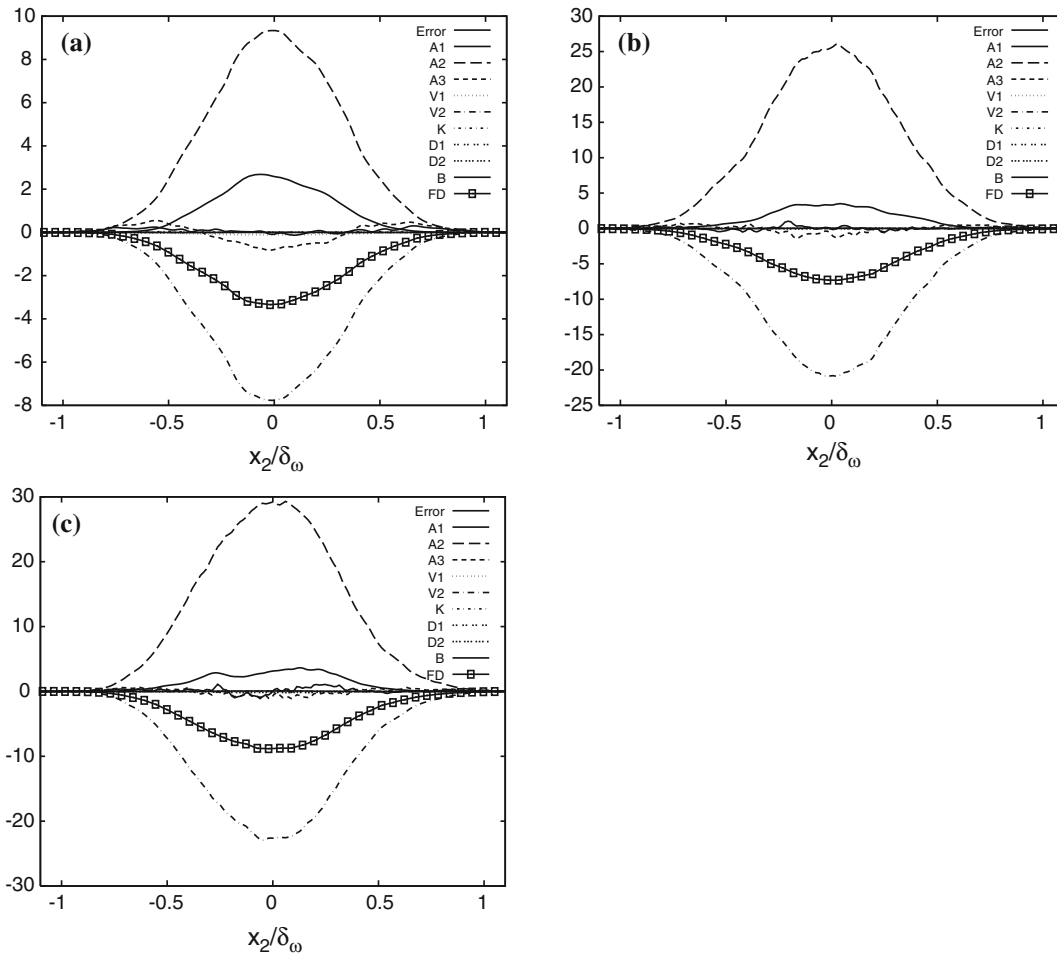 (a)
10
8
6
4
2
0
-2
-4
-6
-8
-1
-0.5
0
0.5
1
x2/δω
Error
A1
A2
A3
V1
V2
K
D1
D2
B
FD
(b)
30
25
20
15
10
5
0
-5
-10
-15
-20
-25
-1
-0.5
0
0.5
1
x2/δω
Error
A1
A2
A3
V1
V2
K
D1
D2
B
FD
(c)
30
20
10
0
-10
-20
-30
-1
-0.5
0
0.5
1
x2/δω
Error
A1
A2
A3
V1
V2
K
D1
D2
B
FD